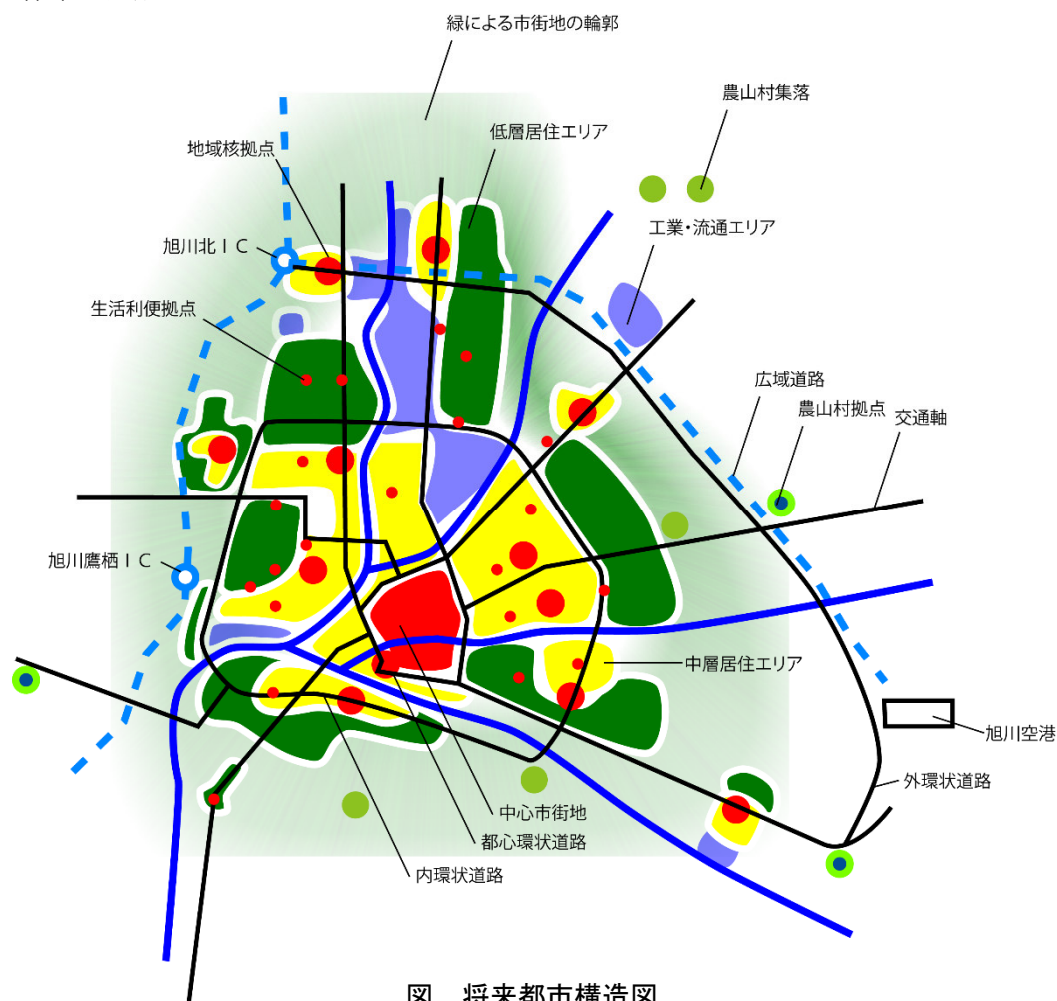 緑による市街地の輪郭
農山村集落
低層居住エリア
地域核拠点
工業・流通エリア
旭川北ＩＣ
生活利便拠点
広域道路
農山村拠点
交通軸
旭川鷹栖ＩＣ
中層居住エリア
旭川空港
外環状道路
中心市街地
都心環状道路
内環状道路
図　将来都市構造図